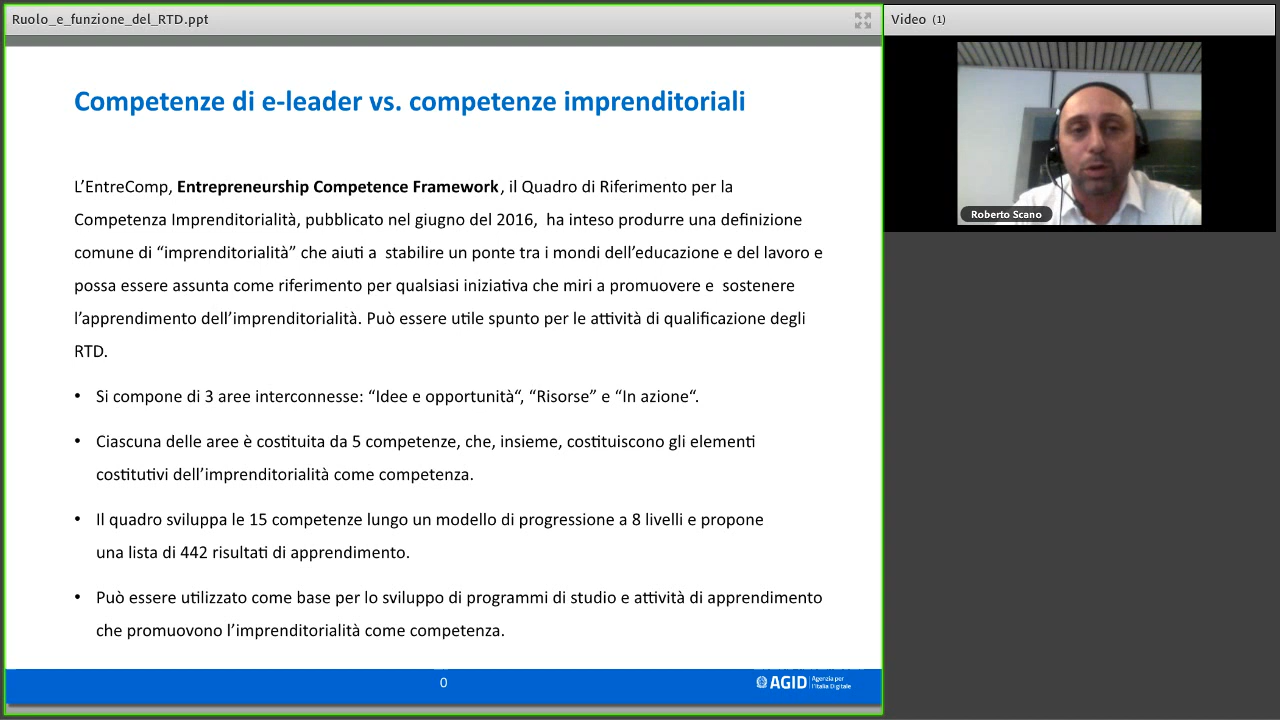 Ruolo_e_funzione_del_RTD.ppt
Video (1)
Roberto Scano
Competenze di e-leader vs. competenze imprenditoriali
L’EntreComp, Entrepreneurship Competence Framework, il Quadro di Riferimento per la
Competenza Imprenditorialità, pubblicato nel giugno del 2016, ha inteso produrre una definizione
comune di “imprenditorialità” che aiuti a stabilire un ponte tra i mondi dell’educazione e del lavoro e
possa essere assunta come riferimento per qualsiasi iniziativa che miri a promuovere e sostenere
l’apprendimento dell’imprenditorialità. Può essere utile spunto per le attività di qualificazione degli
RTD.
• Si compone di 3 aree interconnesse: “Idee e opportunità“, “Risorse” e “In azione“.
• Ciascuna delle aree è costituita da 5 competenze, che, insieme, costituiscono gli elementi
costitutivi dell’imprenditorialità come competenza.
• Il quadro sviluppa le 15 competenze lungo un modello di progressione a 8 livelli e propone
una lista di 442 risultati di apprendimento.
• Può essere utilizzato come base per lo sviluppo di programmi di studio e attività di apprendimento
che promuovono l’imprenditorialità come competenza.
0
AGID Agenzia per
l’Italia Digitale